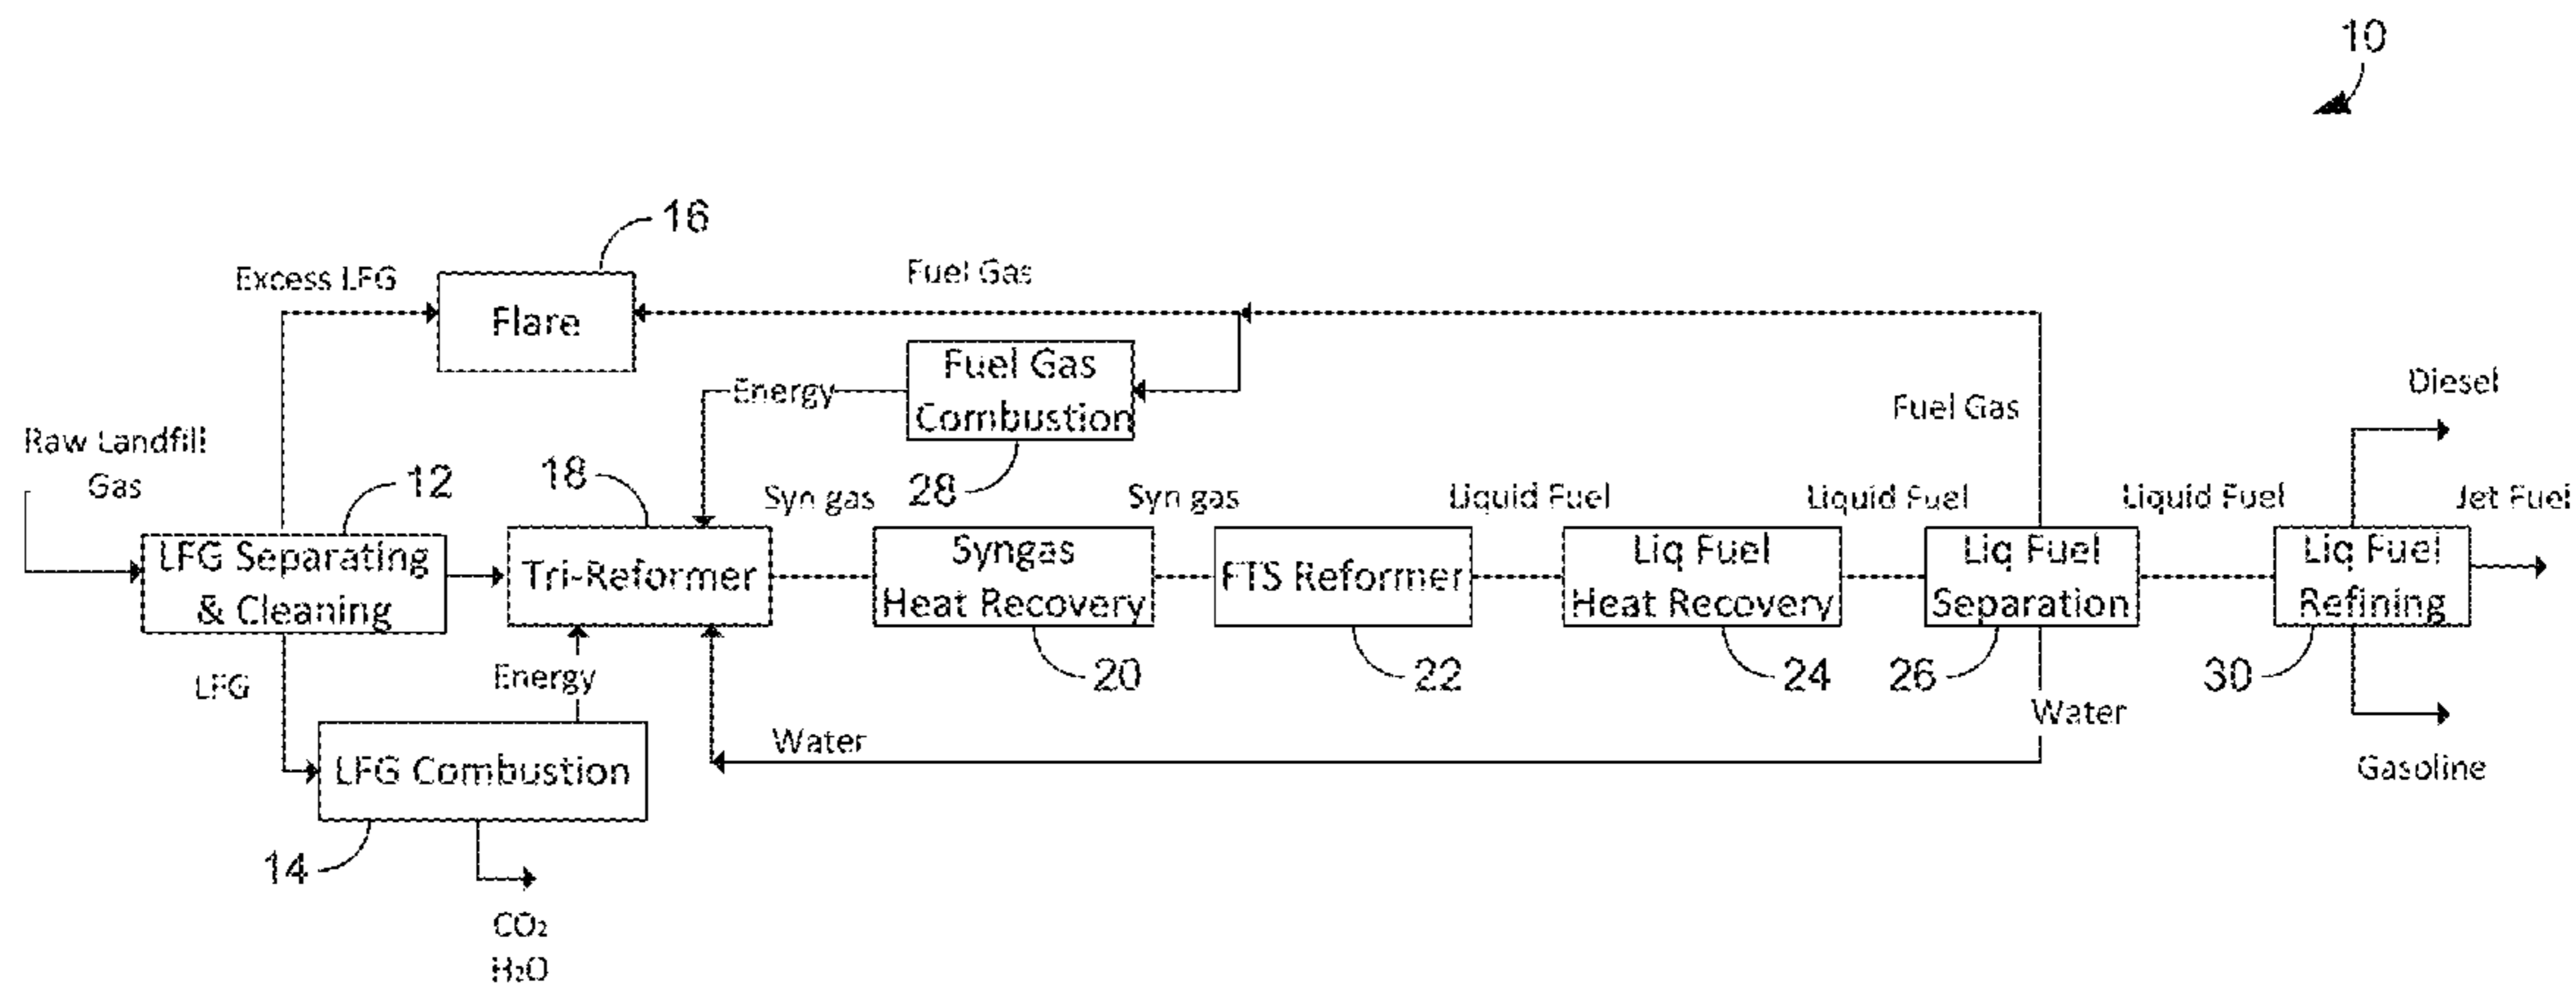 10
16
Excess LFG
Fuel Gas
Flare
Fuel Gas
Combustion
Energy
28
Fuel Gas
Diesel
Raw Landfill
Gas
12
18
Syn gas
Syn gas
Liquid Fuel
Liquid Fuel
Liquid Fuel
Jet Fuel
LFG Separating
& Cleaning
Tri-Reformer
Syngas
Heat Recovery
FTS Reformer
Liq Fuel
Heat Recovery
Liq Fuel
Separation
Liq Fuel
Refining
20
22
24
26
30
LFG
Energy
Water
Water
LFG Combustion
Gasoline
14
CO₂
H₂O